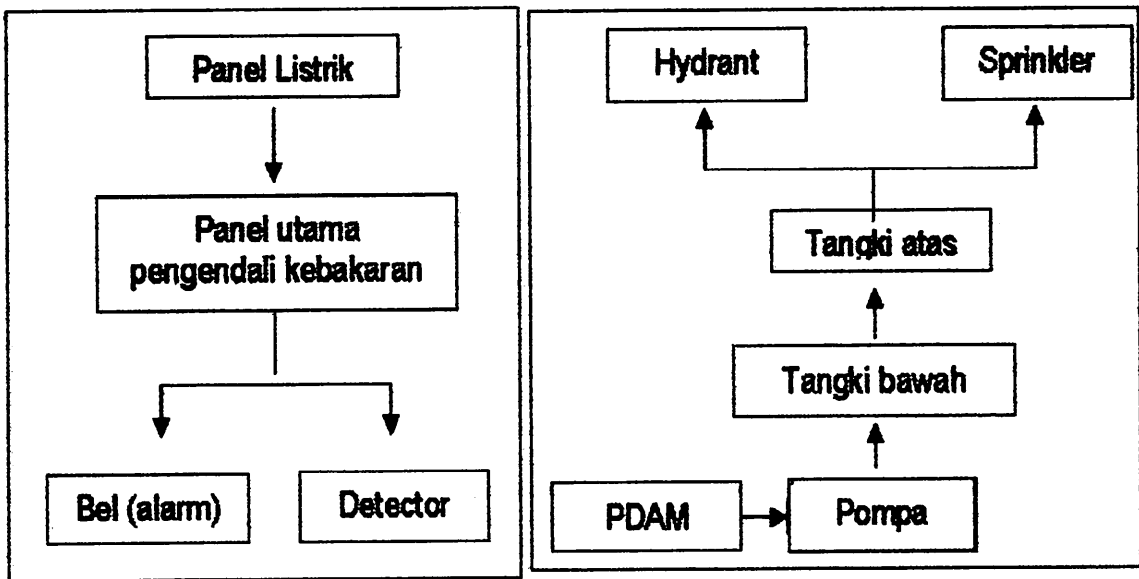 Panel Listrik
Panel utama
pengendali kebakaran
Bel (alarm)
Detector
Hydrant
Sprinkler
Tangki atas
Tangki bawah
PDAM
Pompa